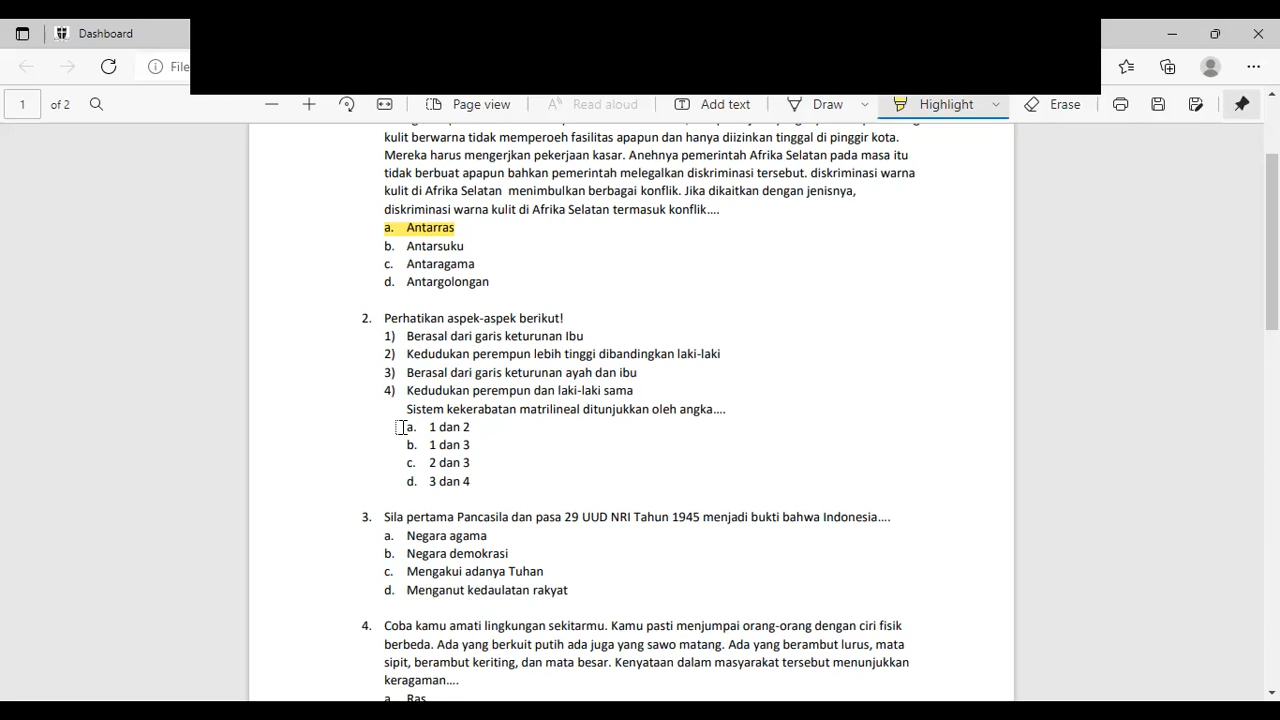 Dashboard
File
1 of 2
Page view
Read aloud
Add text
Draw
Highlight
Erase
kulit berwarna tidak memperoeh fasilitas apapun dan hanya diizinkan tinggal di pinggir kota.
Mereka harus mengerjkan pekerjaan kasar. Anehnya pemerintah Afrika Selatan pada masa itu
tidak berbuat apapun bahkan pemerintah melegalkan diskriminasi tersebut. diskriminasi warna
kulit di Afrika Selatan menimbulkan berbagai konflik. Jika dikaitkan dengan jenisnya,
diskriminasi warna kulit di Afrika Selatan termasuk konflik....
a. Antarras
b. Antarsuku
c. Antaragama
d. Antargolongan
2. Perhatikan aspek-aspek berikut!
1) Berasal dari garis keturunan Ibu
2) Kedudukan perempun lebih tinggi dibandingkan laki-laki
3) Berasal dari garis keturunan ayah dan ibu
4) Kedudukan perempun dan laki-laki sama
Sistem kekerabatan matrilineal ditunjukkan oleh angka....
a. 1 dan 2
b. 1 dan 3
c. 2 dan 3
d. 3 dan 4
3. Sila pertama Pancasila dan pasa 29 UUD NRI Tahun 1945 menjadi bukti bahwa Indonesia....
a. Negara agama
b. Negara demokrasi
c. Mengakui adanya Tuhan
d. Menganut kedaulatan rakyat
4. Coba kamu amati lingkungan sekitarmu. Kamu pasti menjumpai orang-orang dengan ciri fisik
berbeda. Ada yang berkuit putih ada juga yang sawo matang. Ada yang berambut lurus, mata
sipit, berambut keriting, dan mata besar. Kenyataan dalam masyarakat tersebut menunjukkan
keragaman....
a. Ras